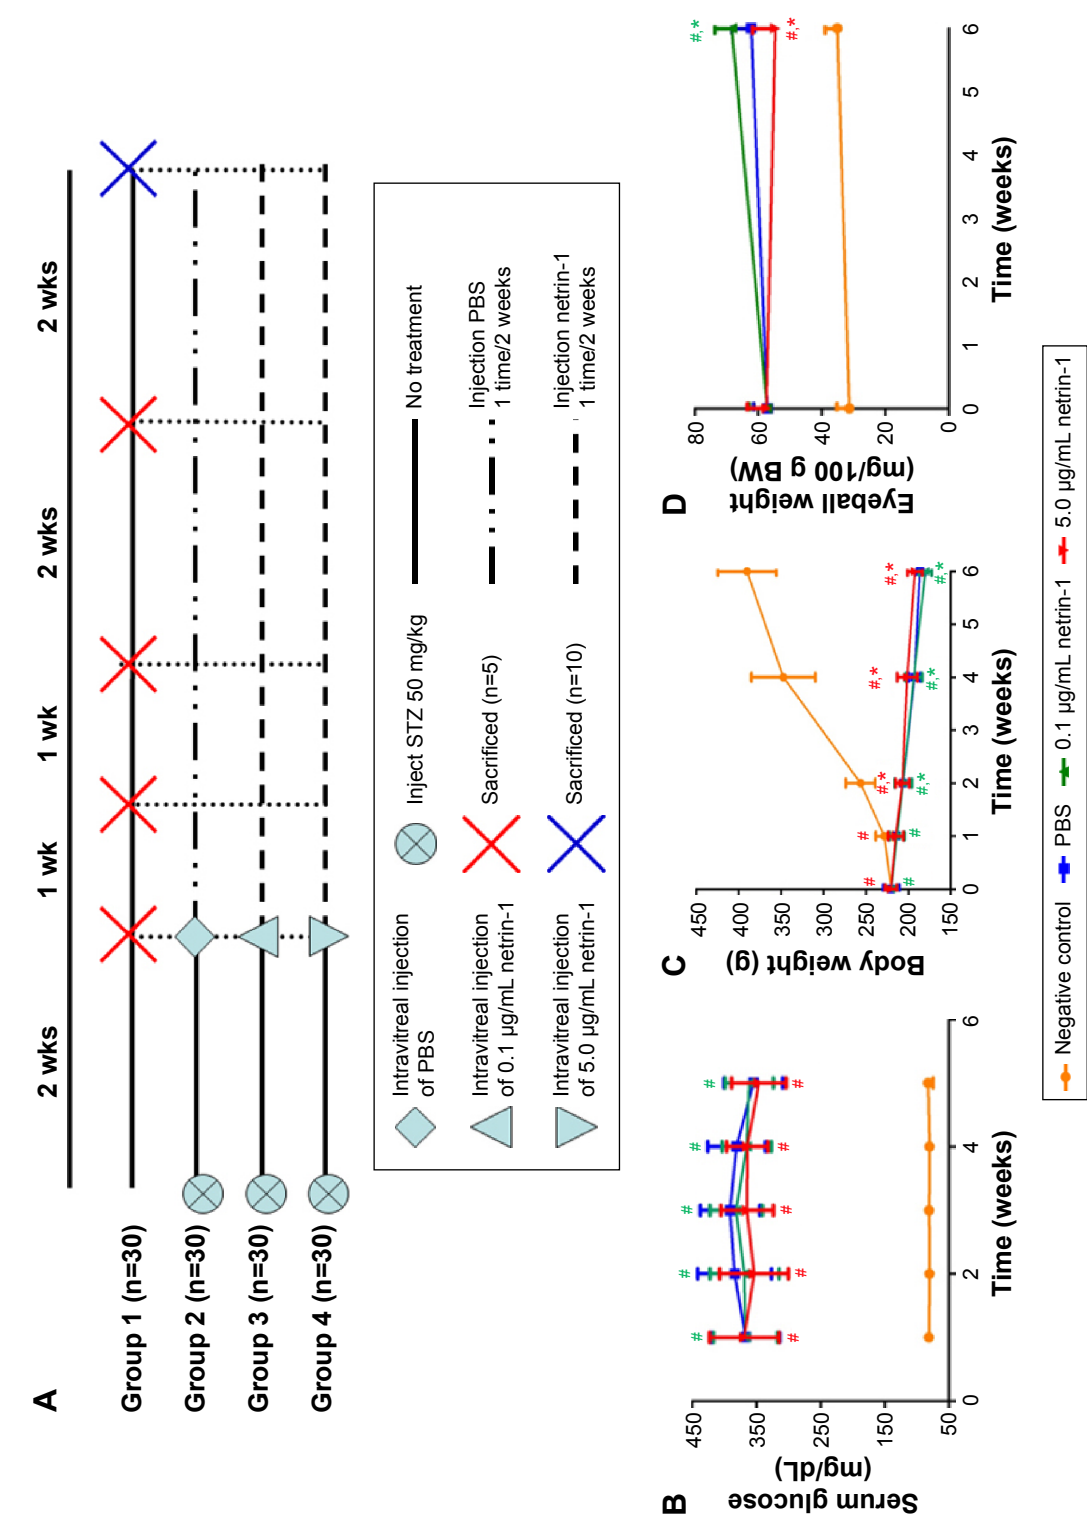 A
2 wks 1 wk 1 wk 2 wks 2 wks
Group 1 (n=30)
Group 2 (n=30)
Group 3 (n=30)
Group 4 (n=30)
Intravitreal injection
of PBS
Inject STZ 50 mg/kg
No treatment
Intravitreal injection
of 0.1 µg/mL netrin-1
Sacrificed (n=5)
Injection PBS
1 time/2 weeks
Intravitreal injection
of 5.0 µg/mL netrin-1
Sacrificed (n=10)
Injection netrin-1
1 time/2 weeks
B
Serum glucose
(mg/dL)
450
350
250
150
50
# # # # #
# # # # #
0 2 4 6
Time (weeks)
C
Body weight (g)
450
400
350
300
250
200
150
# # #,* #,* #,*
# # #,* #,* #,*
0 1 2 3 4 5 6
Time (weeks)
D
Eyeball weight
(mg/100 g BW)
80
60
40
20
0
#,*
#,*
0 1 2 3 4 5 6
Time (weeks)
Negative control PBS 0.1 µg/mL netrin-1 5.0 µg/mL netrin-1